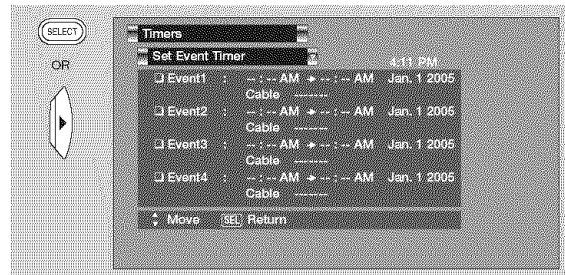 SELECT
OR
Timers
Set Event Timer
4:11 PM
❏ Event1 : -- : -- AM ➔ -- : -- AM Jan. 1 2005
Cable -------
❏ Event2 : -- : -- AM ➔ -- : -- AM Jan. 1 2005
Cable -------
❏ Event3 : -- : -- AM ➔ -- : -- AM Jan. 1 2005
Cable -------
❏ Event4 : -- : -- AM ➔ -- : -- AM Jan. 1 2005
Cable -------
Move SEL Return